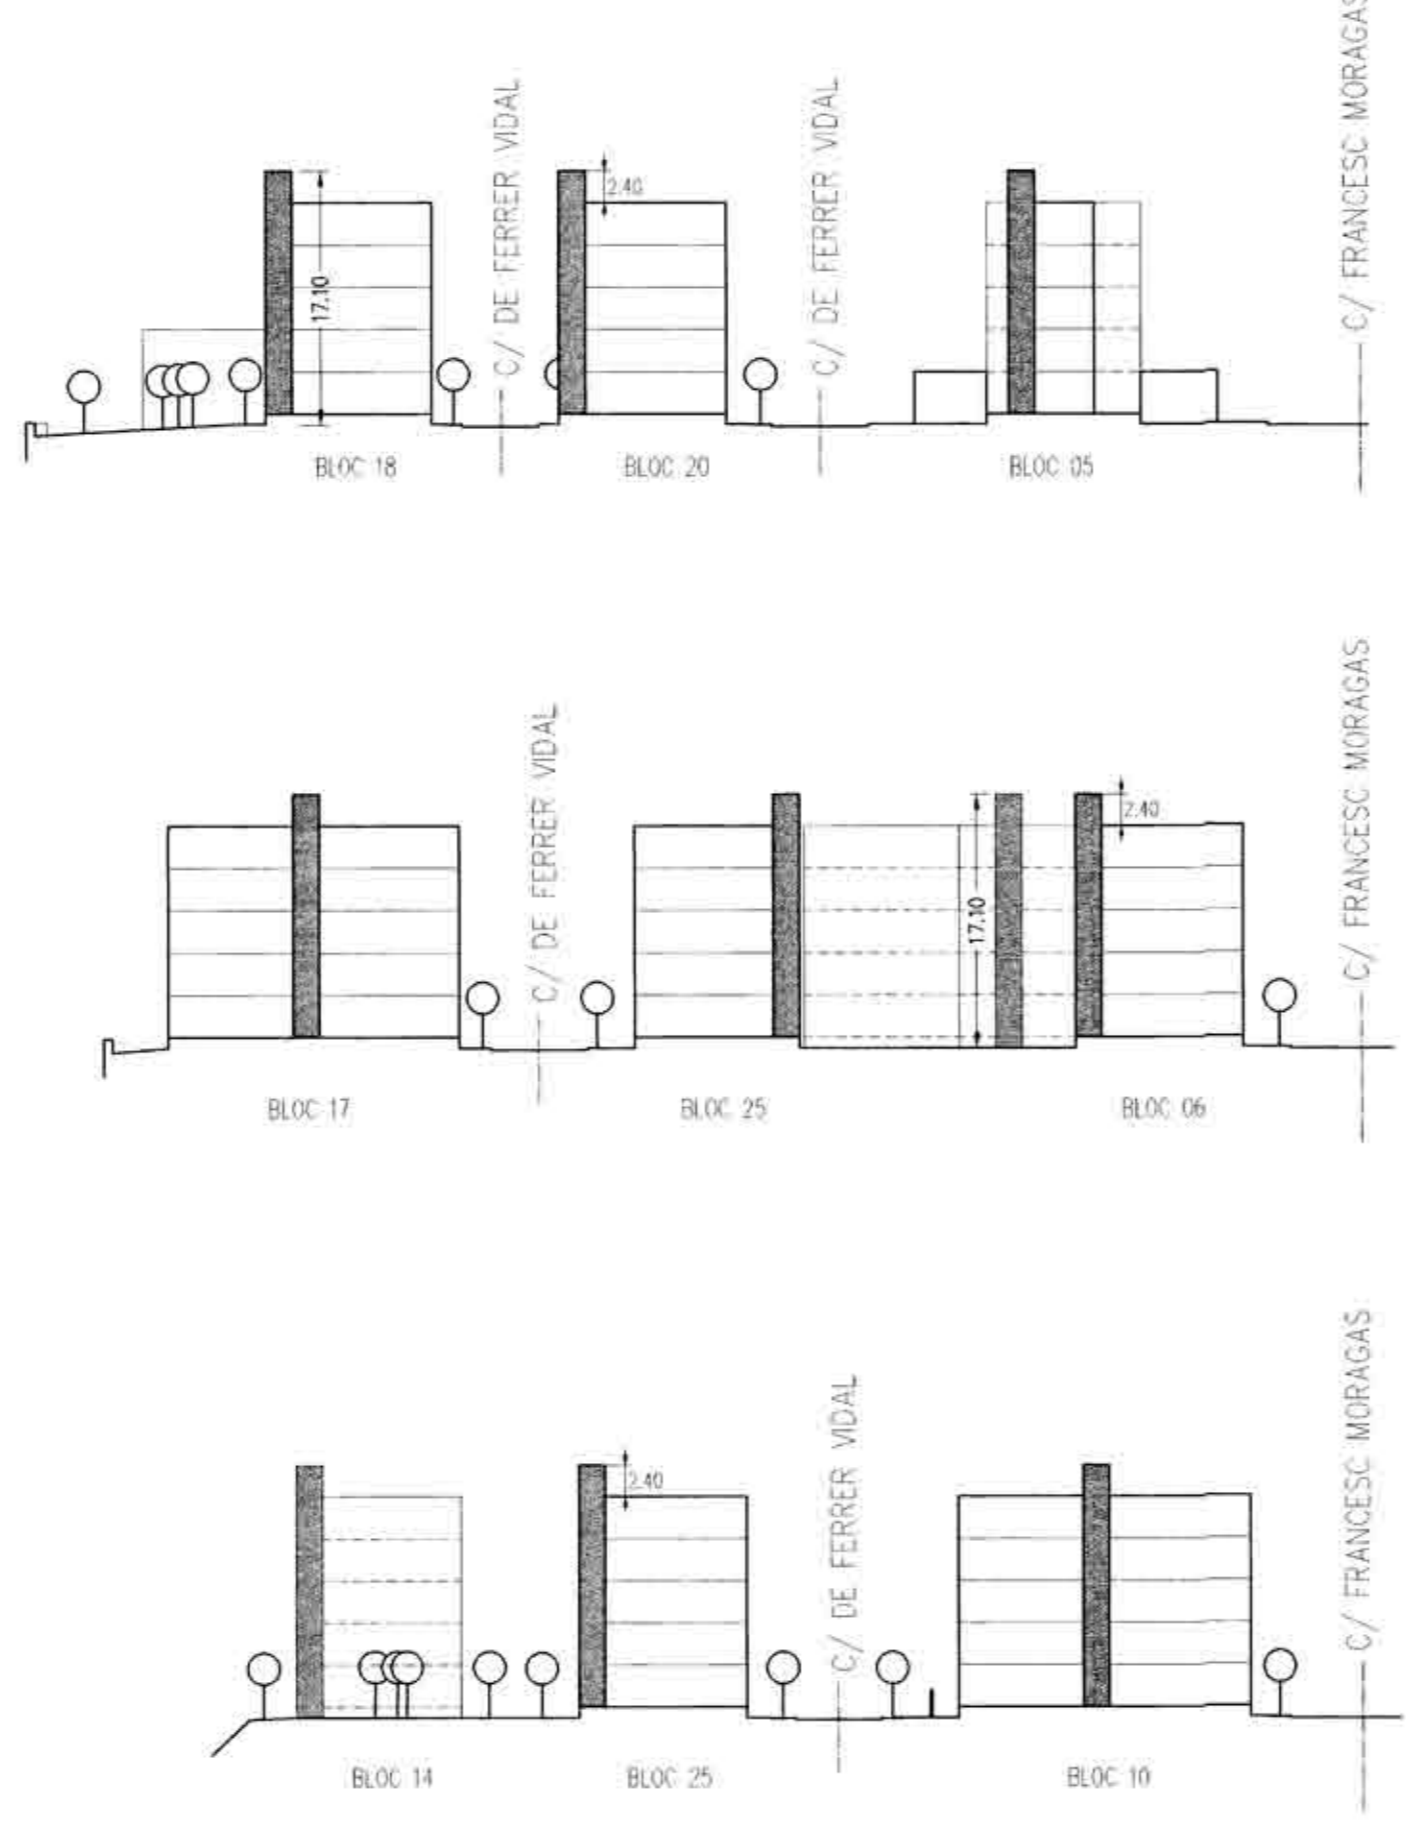 C/ DE FERRER VIDAL
C/ DE FERRER VIDAL
C/ FRANCESC MORAGAS
17.10
2.40
BLOC 18
BLOC 20
BLOC 05
C/ DE FERRER VIDAL
C/ FRANCESC MORAGAS
17.10
2.40
BLOC 17
BLOC 25
BLOC 06
C/ DE FERRER VIDAL
C/ FRANCESC MORAGAS
2.40
BLOC 14
BLOC 25
BLOC 10